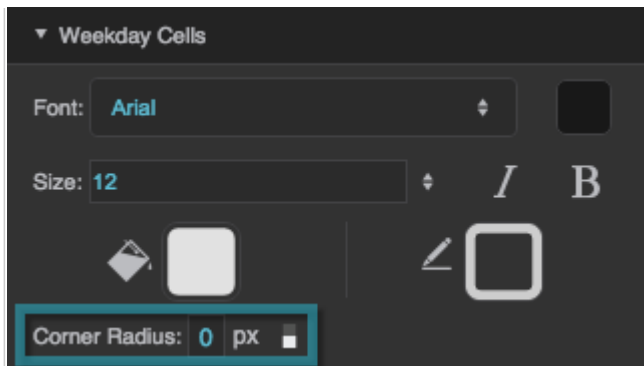 Weekday Cells
Font: Arial
Size: 12 I B
Corner Radius: 0 px